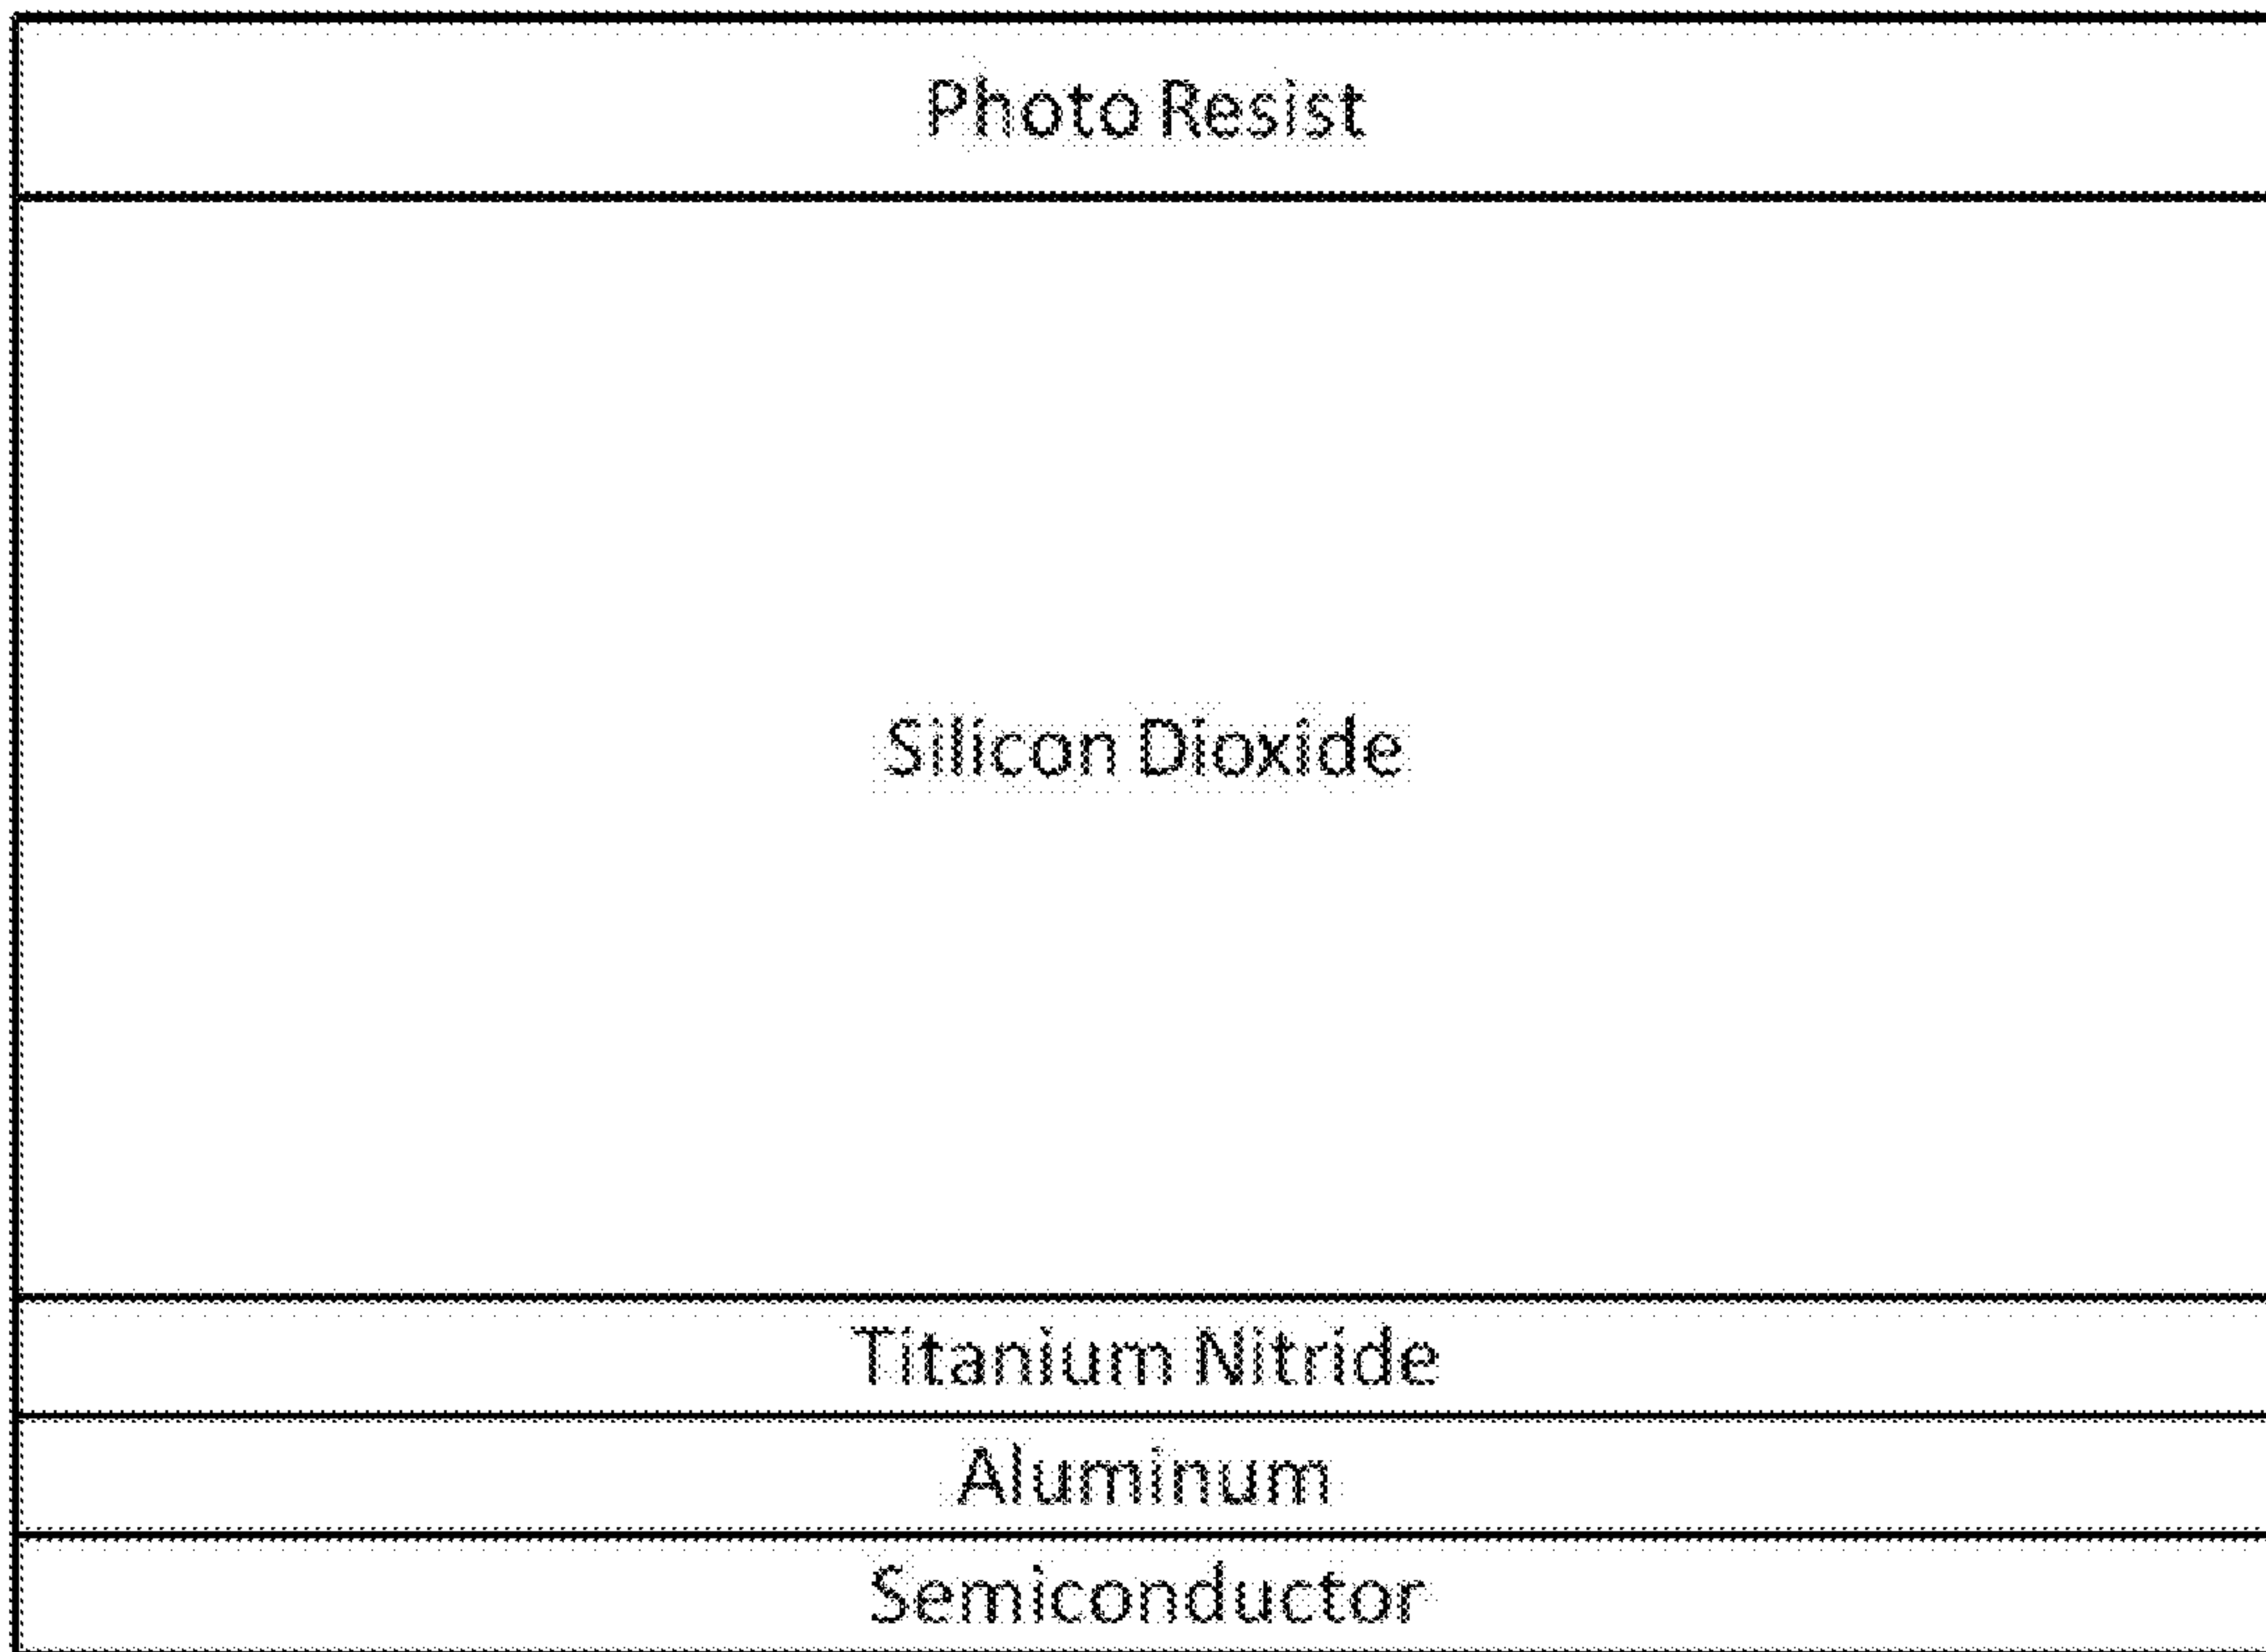 Photo Resist
Silicon Dioxide
Titanium Nitride
Aluminum
Semiconductor